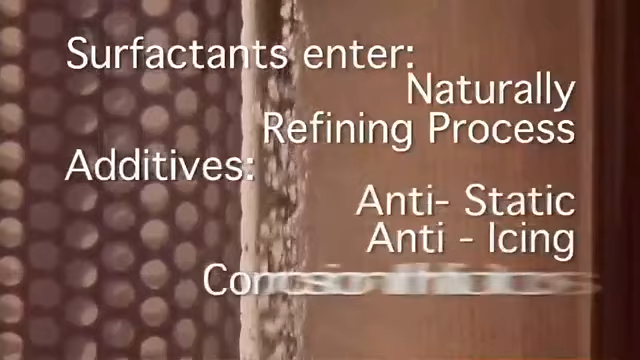 Surfactants enter:
Naturally
Refining Process
Additives:
Anti- Static
Anti - Icing